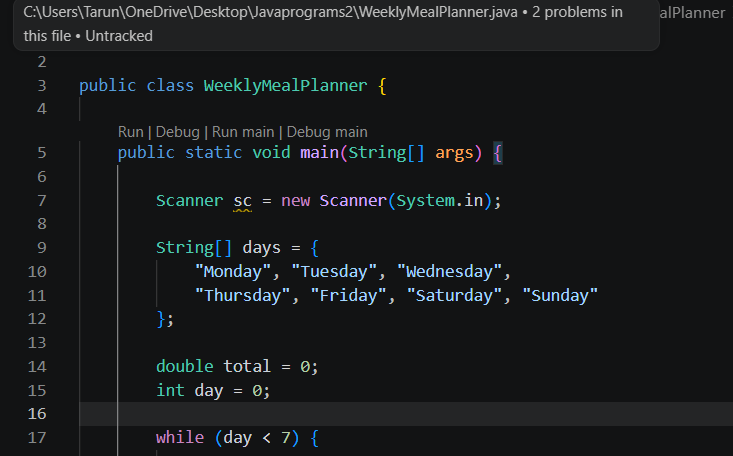 C:\Users\Tarun\OneDrive\Desktop\Javaprograms2\WeeklyMealPlanner.java • 2 problems in
this file • Untracked
alPlanner
2
3 public class WeeklyMealPlanner {
4
Run | Debug | Run main | Debug main
5 public static void main(String[] args) {
6
7 Scanner sc = new Scanner(System.in);
8
9 String[] days = {
10 "Monday", "Tuesday", "Wednesday",
11 "Thursday", "Friday", "Saturday", "Sunday"
12 };
13
14 double total = 0;
15 int day = 0;
16
17 while (day < 7) {